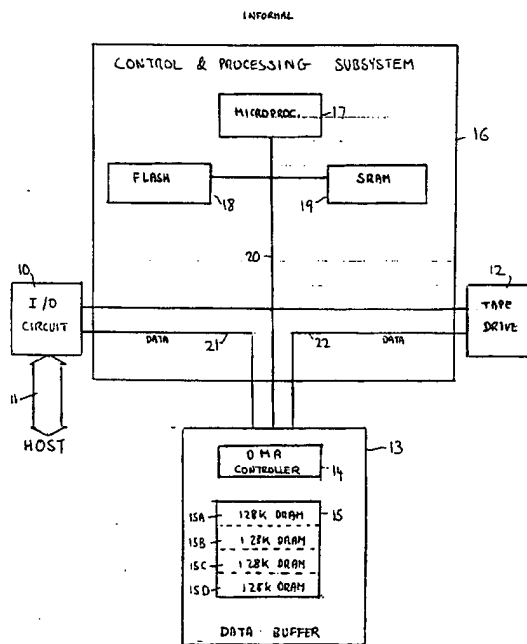 INFORMAL
CONTROL & PROCESSING SUBSYSTEM
MICROPROC.
17
16
FLASH
18
SRAM
19
20
10
I/O
CIRCUIT
12
TAPE
DRIVE
DATA
21
22
DATA
11
HOST
13
DMA
CONTROLLER
14
15A
128K DRAM
15
15B
128K DRAM
15C
128K DRAM
15D
128K DRAM
DATA BUFFER